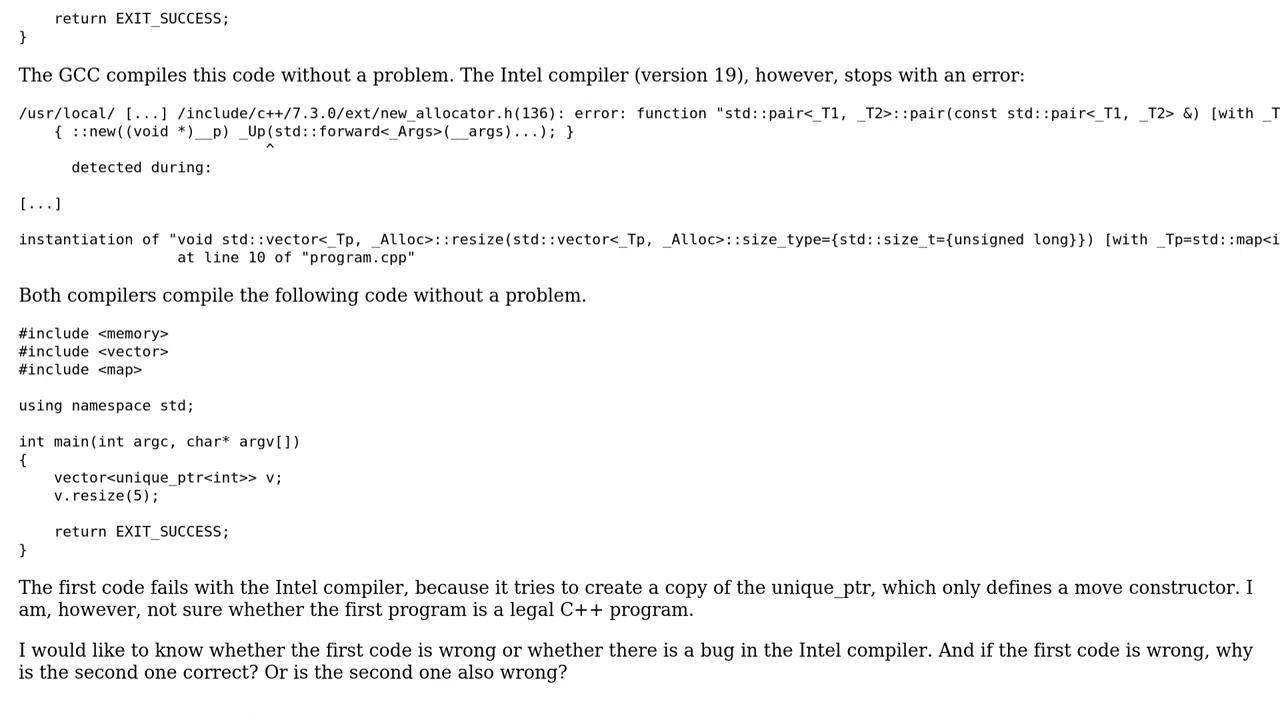 return EXIT_SUCCESS;
}
The GCC compiles this code without a problem. The Intel compiler (version 19), however, stops with an error:
/usr/local/ [...] /include/c++/7.3.0/ext/new_allocator.h(136): error: function "std::pair<_T1, _T2>::pair(const std::pair<_T1, _T2> &) [with _T
    { ::new((void *)__p) _Up(std::forward<_Args>(__args)...); }
                            ^
      detected during:
[...]
instantiation of "void std::vector<_Tp, _Alloc>::resize(std::vector<_Tp, _Alloc>::size_type={std::size_t={unsigned long}}) [with _Tp=std::map<i
                  at line 10 of "program.cpp"
Both compilers compile the following code without a problem.
#include <memory>
#include <vector>
#include <map>
using namespace std;
int main(int argc, char* argv[])
{
    vector<unique_ptr<int>> v;
    v.resize(5);
    return EXIT_SUCCESS;
}
The first code fails with the Intel compiler, because it tries to create a copy of the unique_ptr, which only defines a move constructor. I
am, however, not sure whether the first program is a legal C++ program.
I would like to know whether the first code is wrong or whether there is a bug in the Intel compiler. And if the first code is wrong, why
is the second one correct? Or is the second one also wrong?